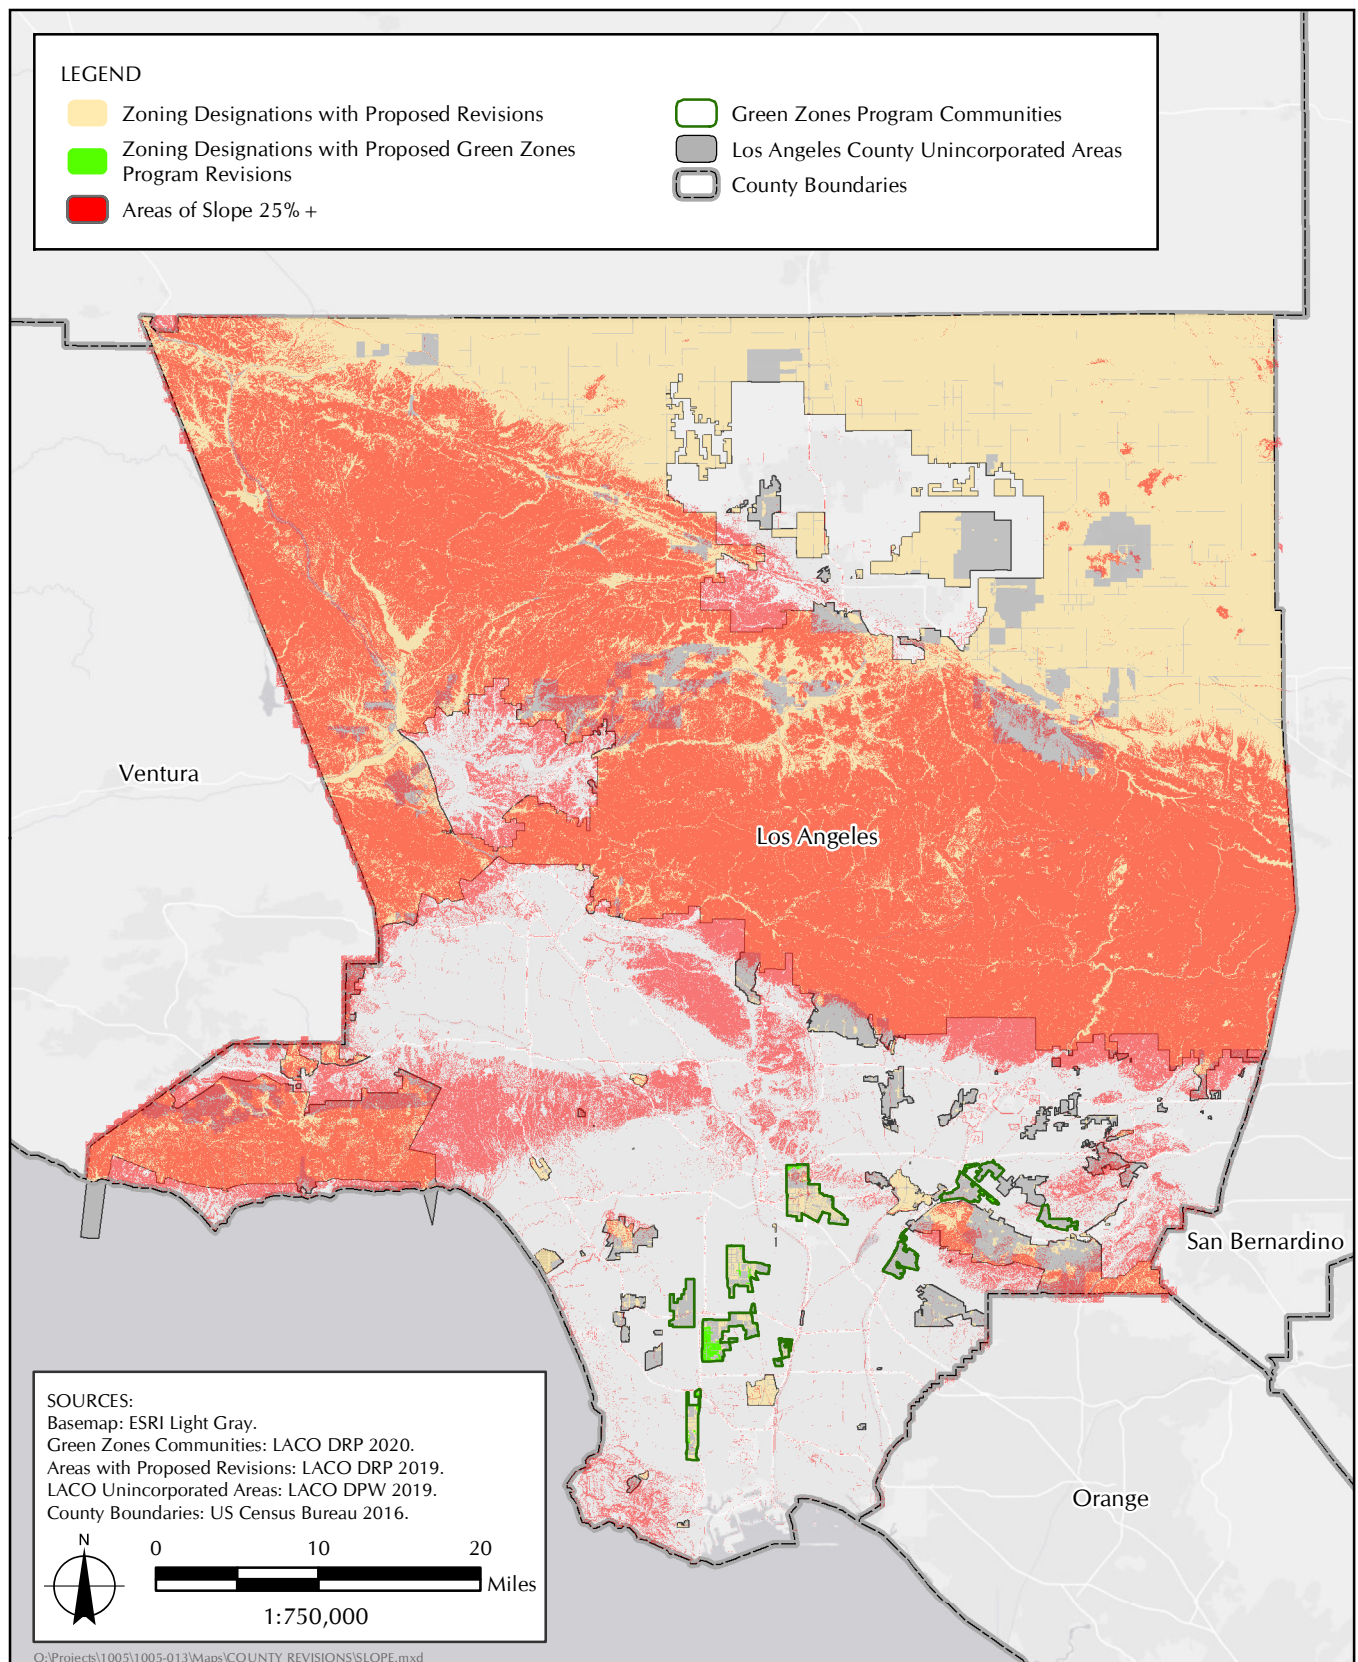 LEGEND
Zoning Designations with Proposed Revisions
Zoning Designations with Proposed Green Zones
Program Revisions
Areas of Slope 25% +
Green Zones Program Communities
Los Angeles County Unincorporated Areas
County Boundaries
Ventura
Los Angeles
San Bernardino
Orange
SOURCES:
Basemap: ESRI Light Gray.
Green Zones Communities: LACO DRP 2020.
Areas with Proposed Revisions: LACO DRP 2019.
LACO Unincorporated Areas: LACO DPW 2019.
County Boundaries: US Census Bureau 2016.
N
0 10 20
Miles
1:750,000
O:\Projects\1005\1005-013\Maps\COUNTY REVISIONS\SLOPE.mxd